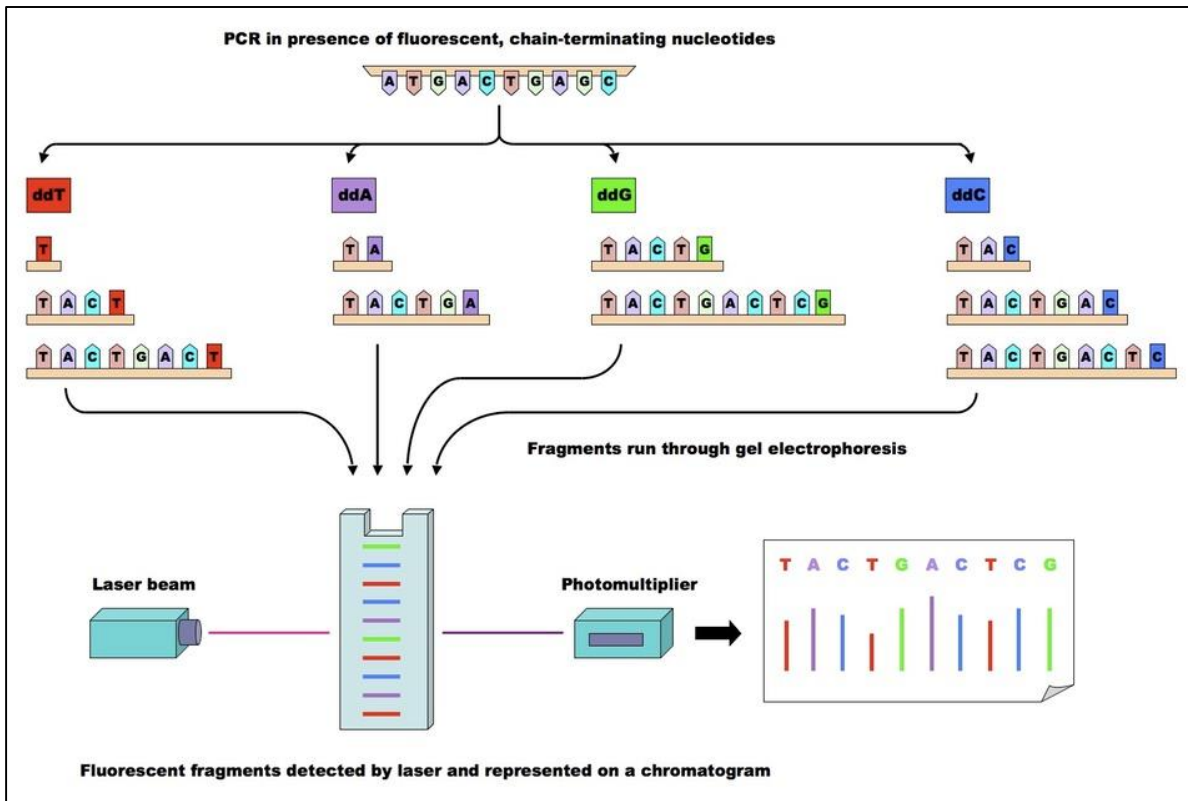 PCR in presence of fluorescent, chain-terminating nucleotides
A T G A C T G A G C
ddT ddA ddG ddC
T
T A C T
T A C T G A C T
T A
T A C T G A
T A C T G
T A C T G A C T C G
T A C
T A C T G A C
T A C T G A C T C
Fragments run through gel electrophoresis
Laser beam
Photomultiplier
T A C T G A C T C G
Fluorescent fragments detected by laser and represented on a chromatogram